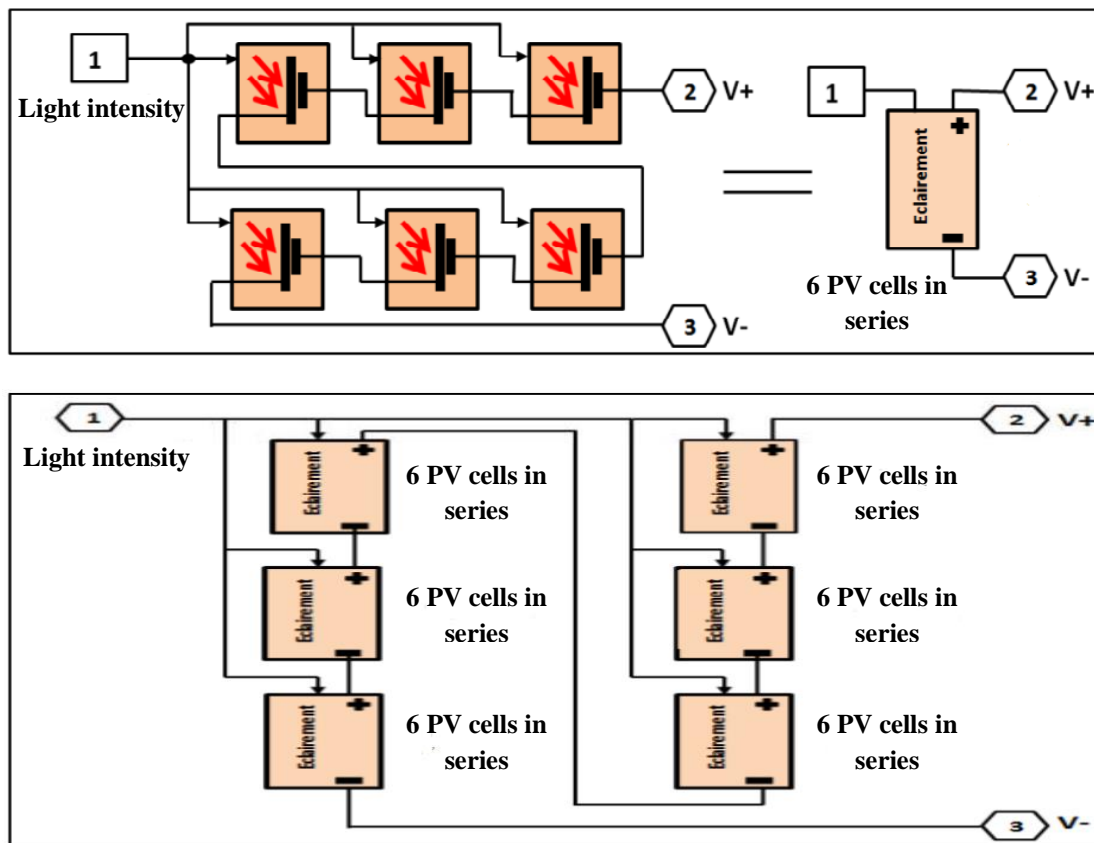 1
Light intensity
2 V+
3 V-
1
2 V+
Eclairement
+
-
3 V-
6 PV cells in
series
1
Light intensity
2 V+
Eclairement
+
-
6 PV cells in
series
Eclairement
+
-
6 PV cells in
series
Eclairement
+
-
6 PV cells in
series
Eclairement
+
-
6 PV cells in
series
Eclairement
+
-
6 PV cells in
series
Eclairement
+
-
6 PV cells in
series
3 V-